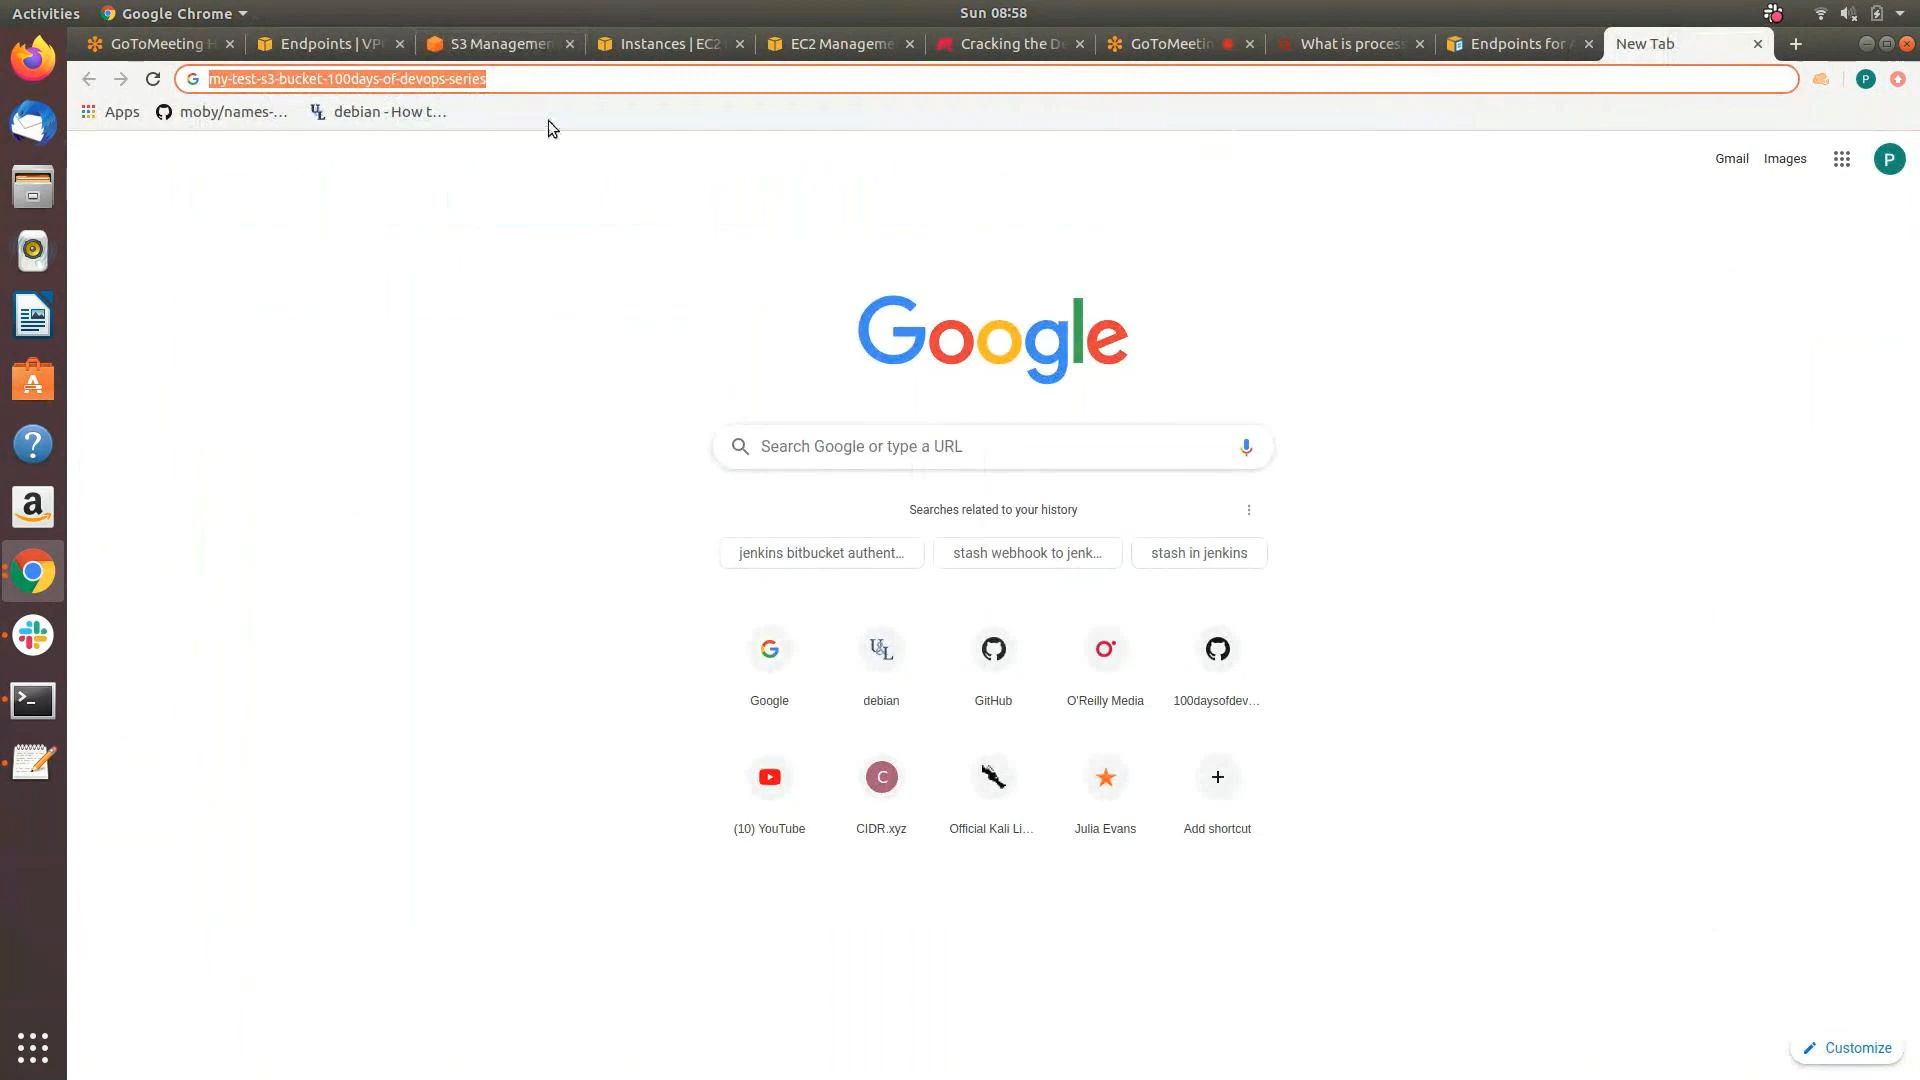 Activities
Google Chrome
Sun 08:58
GoToMeeting H
Endpoints | VP
S3 Managemen
Instances | EC2
EC2 Manageme
Cracking the De
GoToMeetin
What is process
Endpoints for A
New Tab
my-test-s3-bucket-100days-of-devops-series
P
Apps
moby/names-...
debian - How t...
Gmail
Images
P
Google
Search Google or type a URL
Searches related to your history
jenkins bitbucket authent...
stash webhook to jenk...
stash in jenkins
Google
debian
GitHub
O'Reilly Media
100daysofdev...
C
(10) YouTube
CIDR.xyz
Official Kali Li...
Julia Evans
Add shortcut
Customize